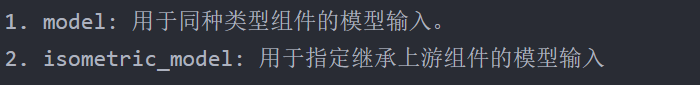 1. model: 用于同种类型组件的模型输入。
2. isometric_model: 用于指定继承上游组件的模型输入